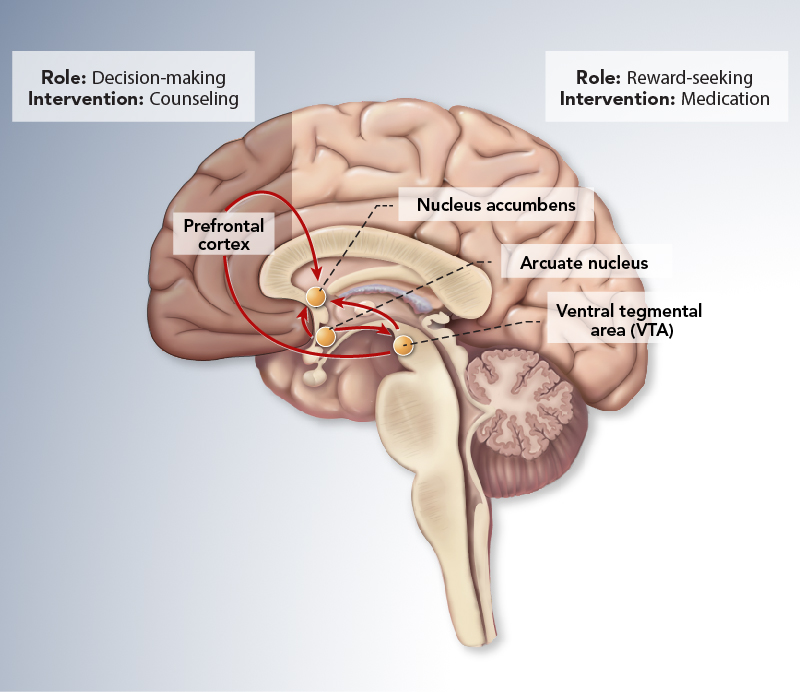 Role: Decision-making
Intervention: Counseling
Role: Reward-seeking
Intervention: Medication
Nucleus accumbens
Prefrontal
cortex
Arcuate nucleus
Ventral tegmental
area (VTA)